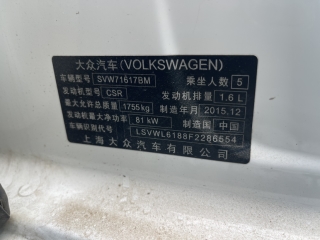 大众汽车(VOLKSWAGEN)
车辆型号 SVW71617BM 乘坐人数 5
发动机型号 CSR 发动机排量 1.6 L
最大允许总质量 1755kg 制造年月 2015.12
发动机最大净功率 81 kW 制造国 中国
车辆识别代号 LSVWL6188F2286554
上海大众汽车有限公司